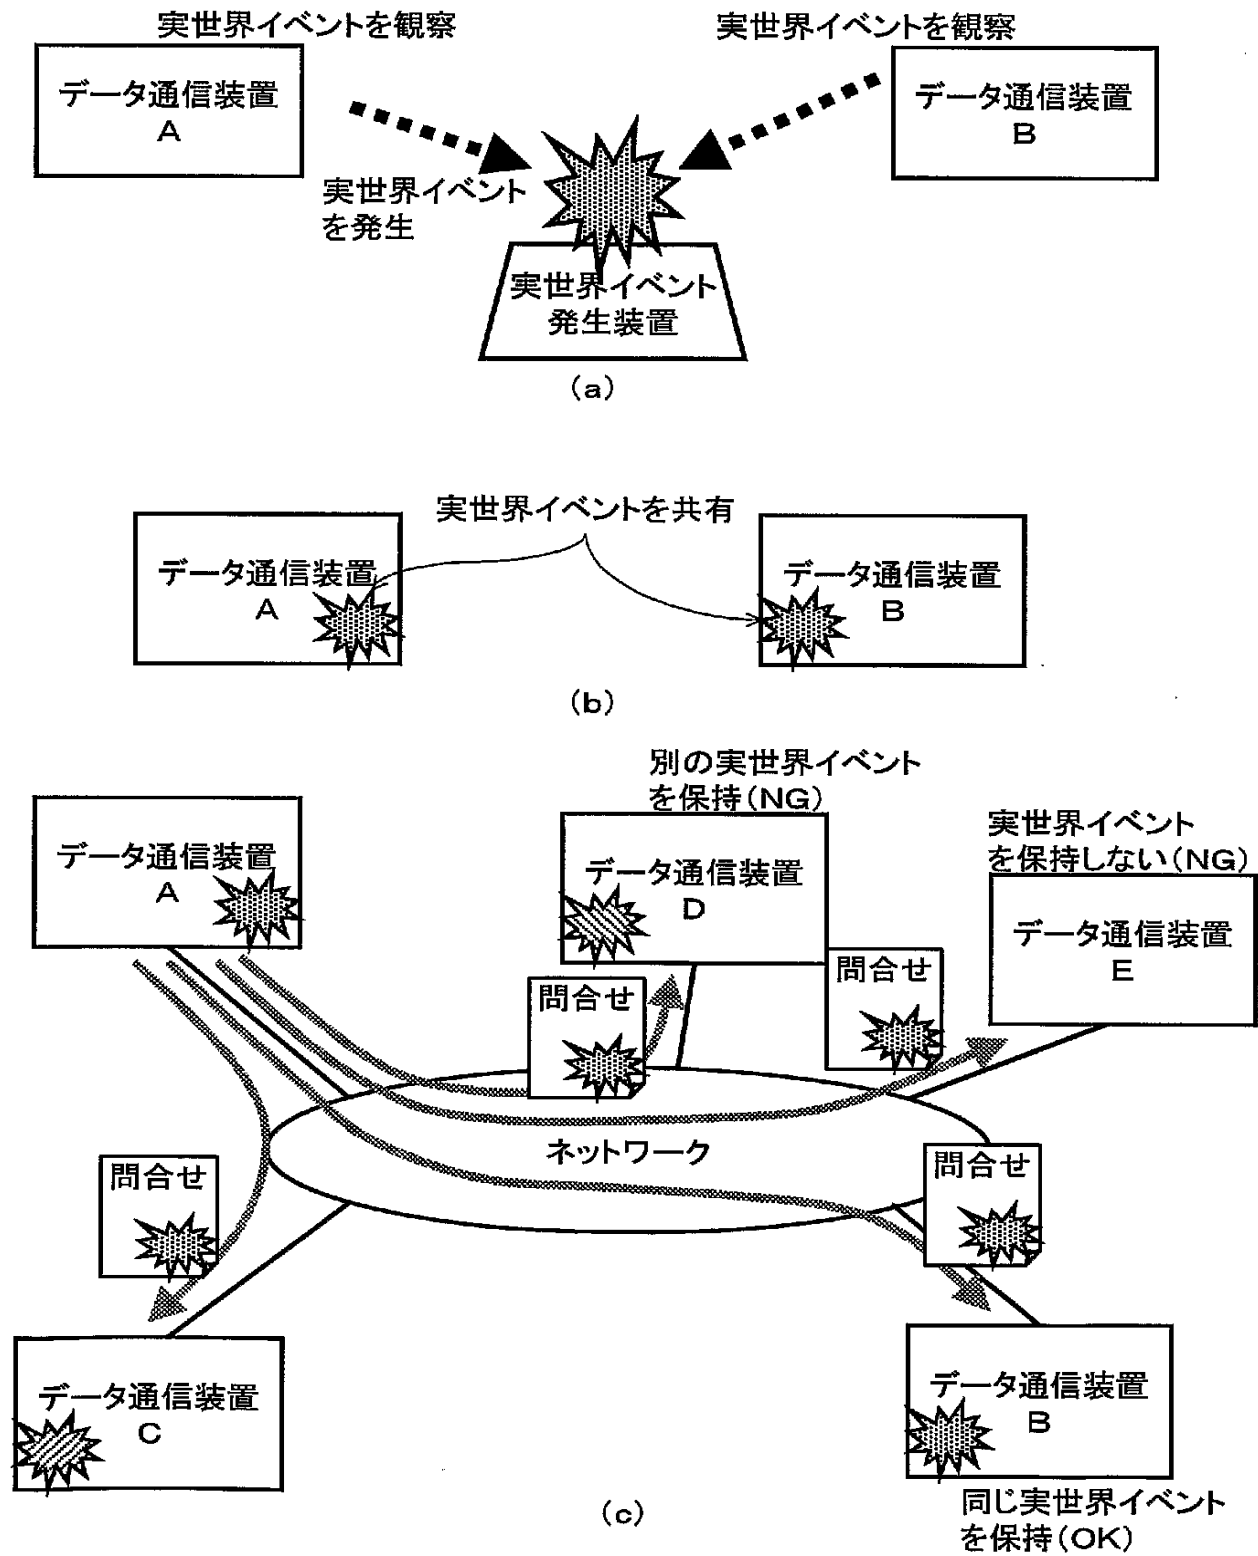 実世界イベントを観察
実世界イベントを観察
データ通信装置
A
データ通信装置
B
実世界イベント
を発生
実世界イベント
発生装置
(a)
実世界イベントを共有
データ通信装置
A
データ通信装置
B
(b)
別の実世界イベント
を保持(NG)
実世界イベント
を保持しない(NG)
データ通信装置
A
データ通信装置
D
データ通信装置
E
問合せ
問合せ
ネットワーク
問合せ
問合せ
データ通信装置
C
データ通信装置
B
同じ実世界イベント
を保持(OK)
(c)